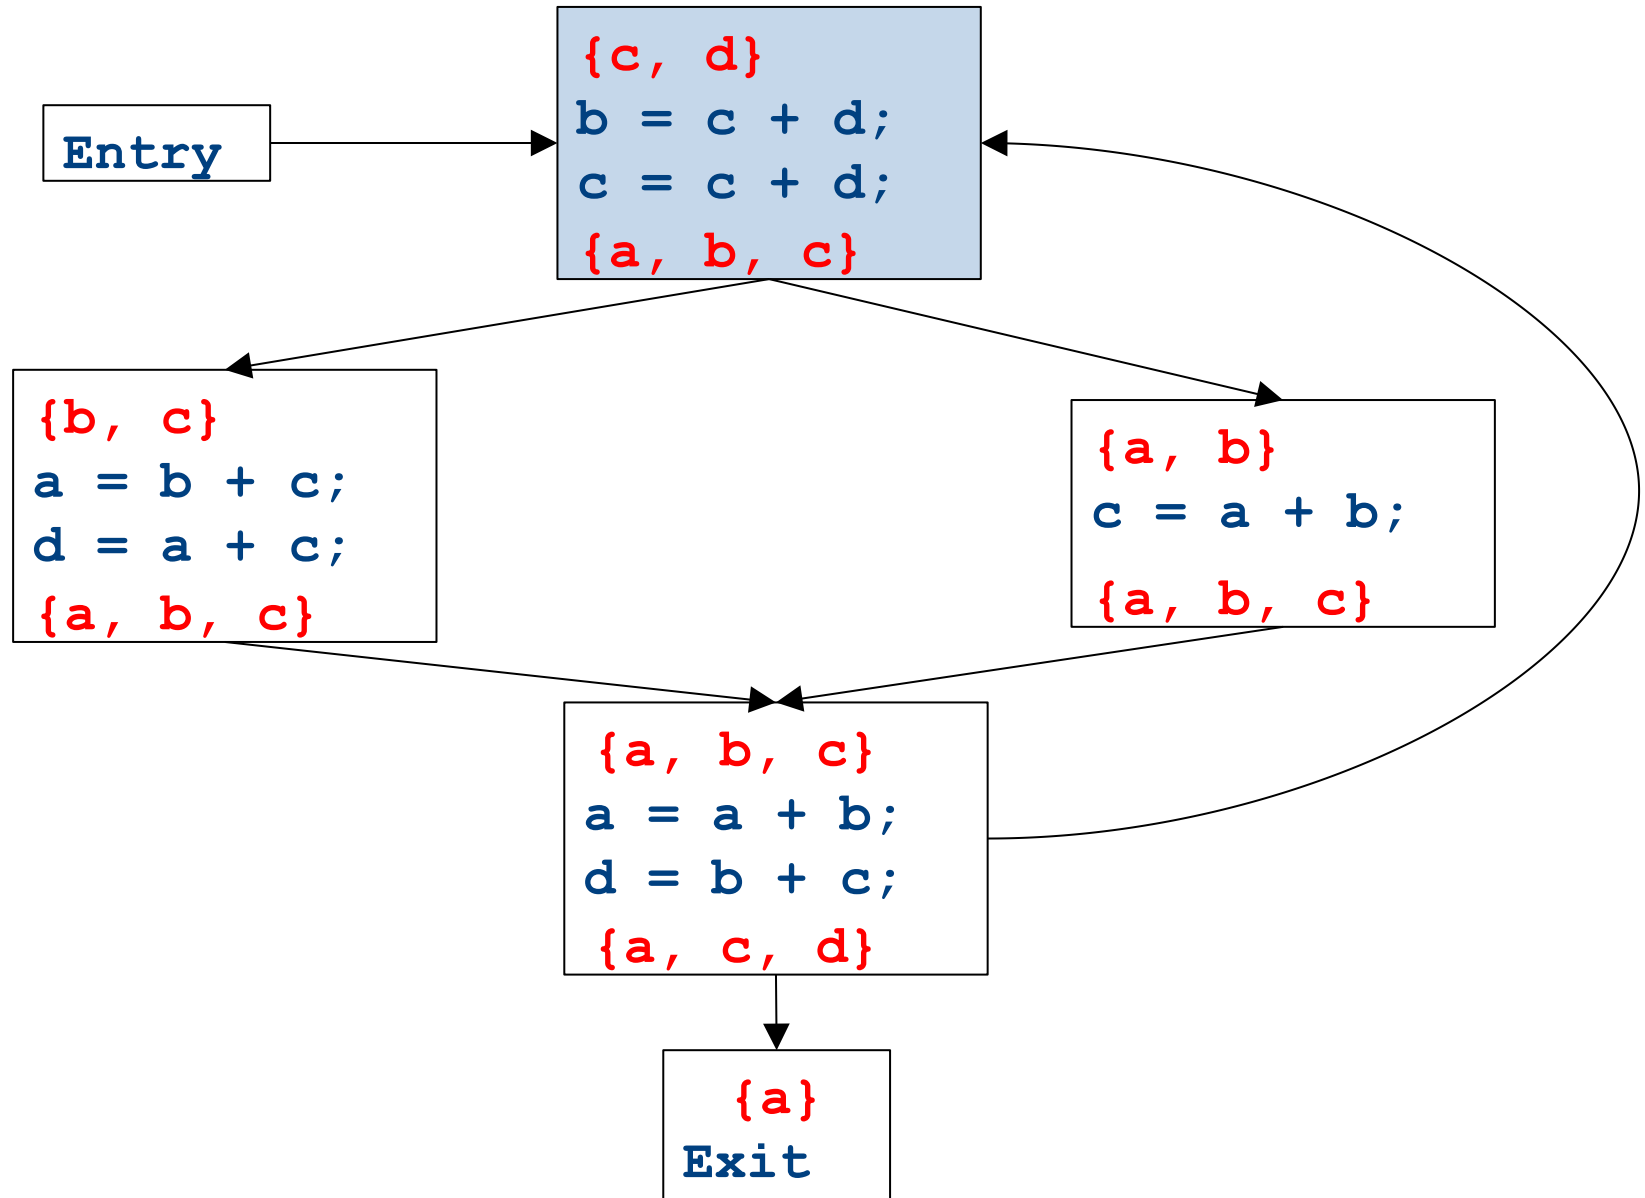 {c, d}
b = c + d;
c = c + d;
{a, b, c}
Entry
{b, c}
a = b + c;
d = a + c;
{a, b, c}
{a, b}
c = a + b;
{a, b, c}
{a, b, c}
a = a + b;
d = b + c;
{a, c, d}
{a}
Exit